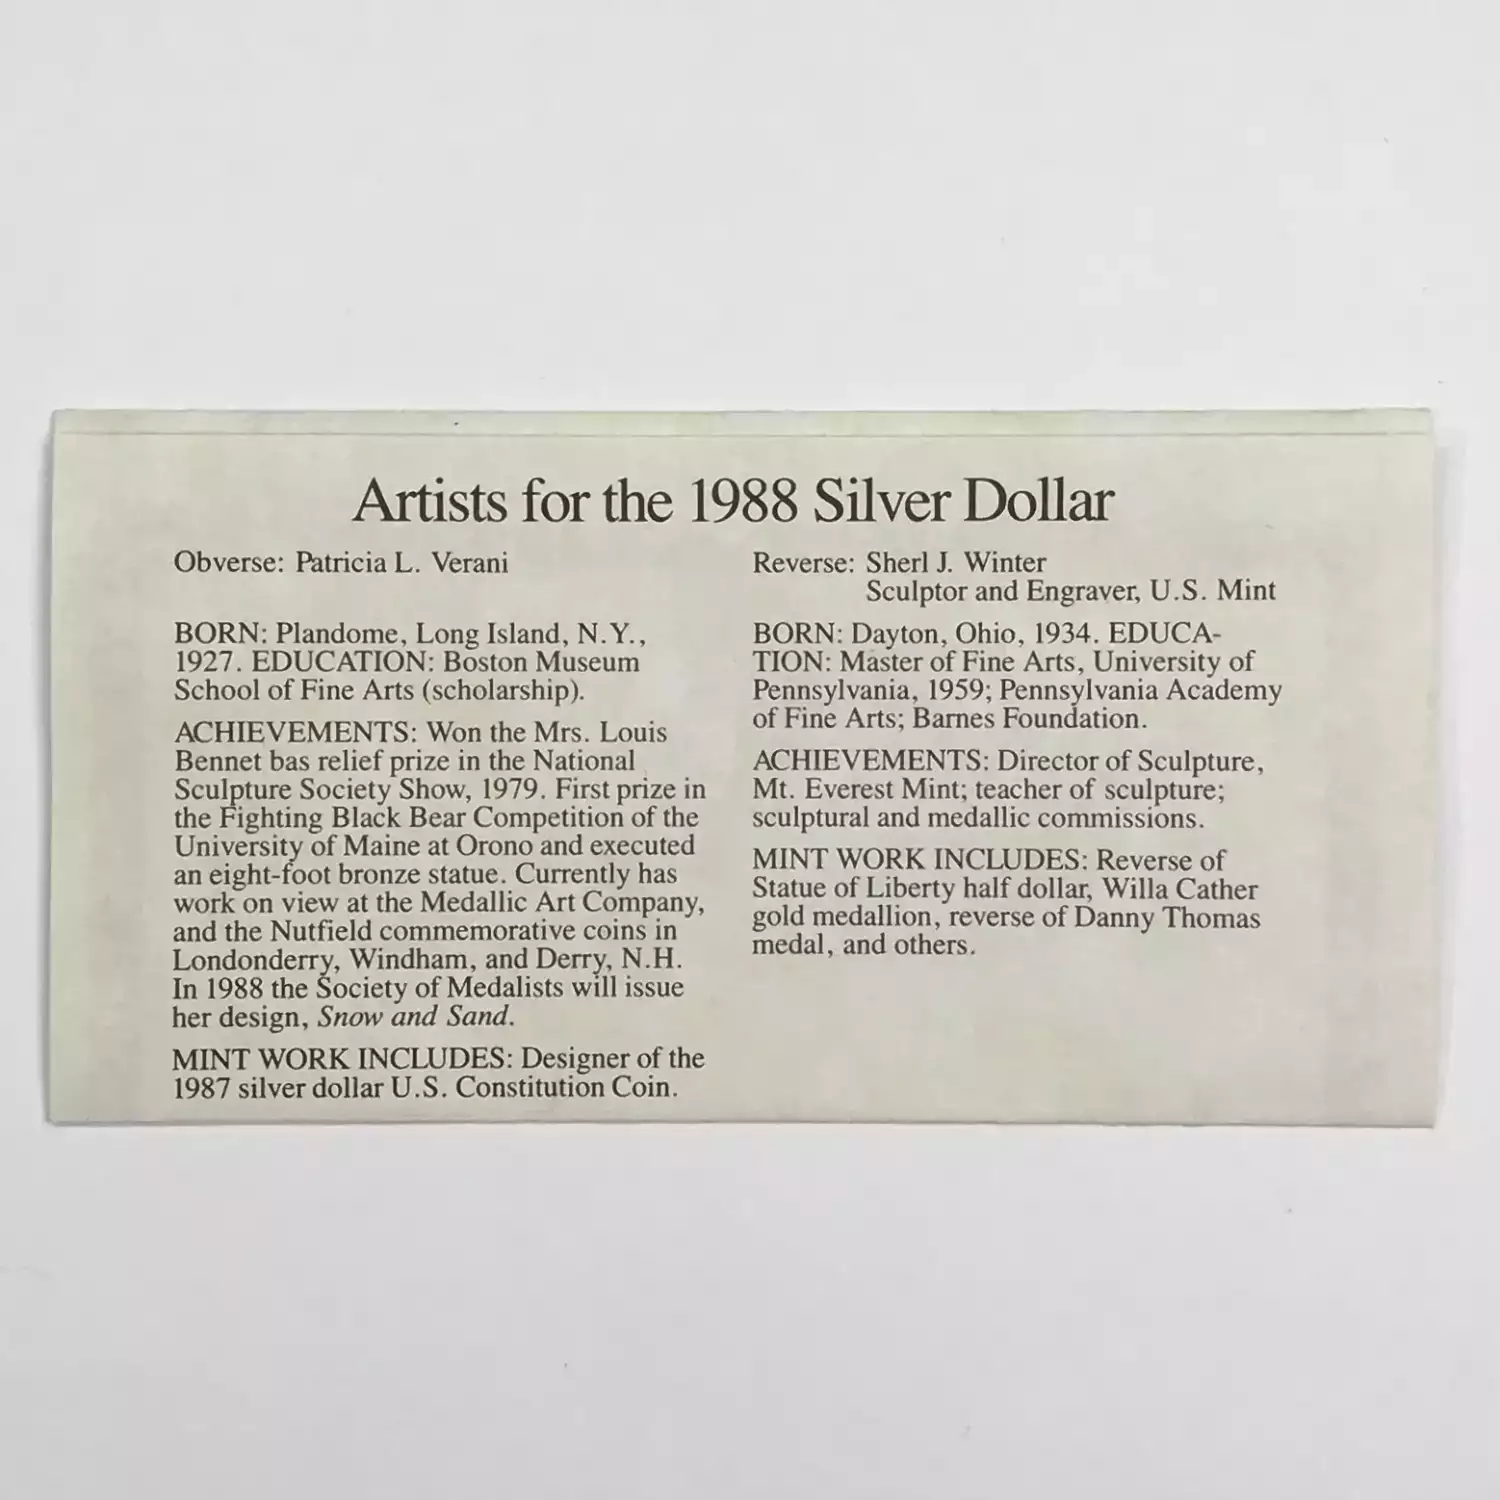 Artists for the 1988 Silver Dollar
Obverse: Patricia L. Verani
BORN: Plandome, Long Island, N.Y.,
1927. EDUCATION: Boston Museum
School of Fine Arts (scholarship).
ACHIEVEMENTS: Won the Mrs. Louis
Bennet bas relief prize in the National
Sculpture Society Show, 1979. First prize in
the Fighting Black Bear Competition of the
University of Maine at Orono and executed
an eight-foot bronze statue. Currently has
work on view at the Medallic Art Company,
and the Nutfield commemorative coins in
Londonderry, Windham, and Derry, N.H.
In 1988 the Society of Medalists will issue
her design, Snow and Sand.
MINT WORK INCLUDES: Designer of the
1987 silver dollar U.S. Constitution Coin.
Reverse: Sherl J. Winter
Sculptor and Engraver, U.S. Mint
BORN: Dayton, Ohio, 1934. EDUCA-
TION: Master of Fine Arts, University of
Pennsylvania, 1959; Pennsylvania Academy
of Fine Arts; Barnes Foundation.
ACHIEVEMENTS: Director of Sculpture,
Mt. Everest Mint; teacher of sculpture;
sculptural and medallic commissions.
MINT WORK INCLUDES: Reverse of
Statue of Liberty half dollar, Willa Cather
gold medallion, reverse of Danny Thomas
medal, and others.